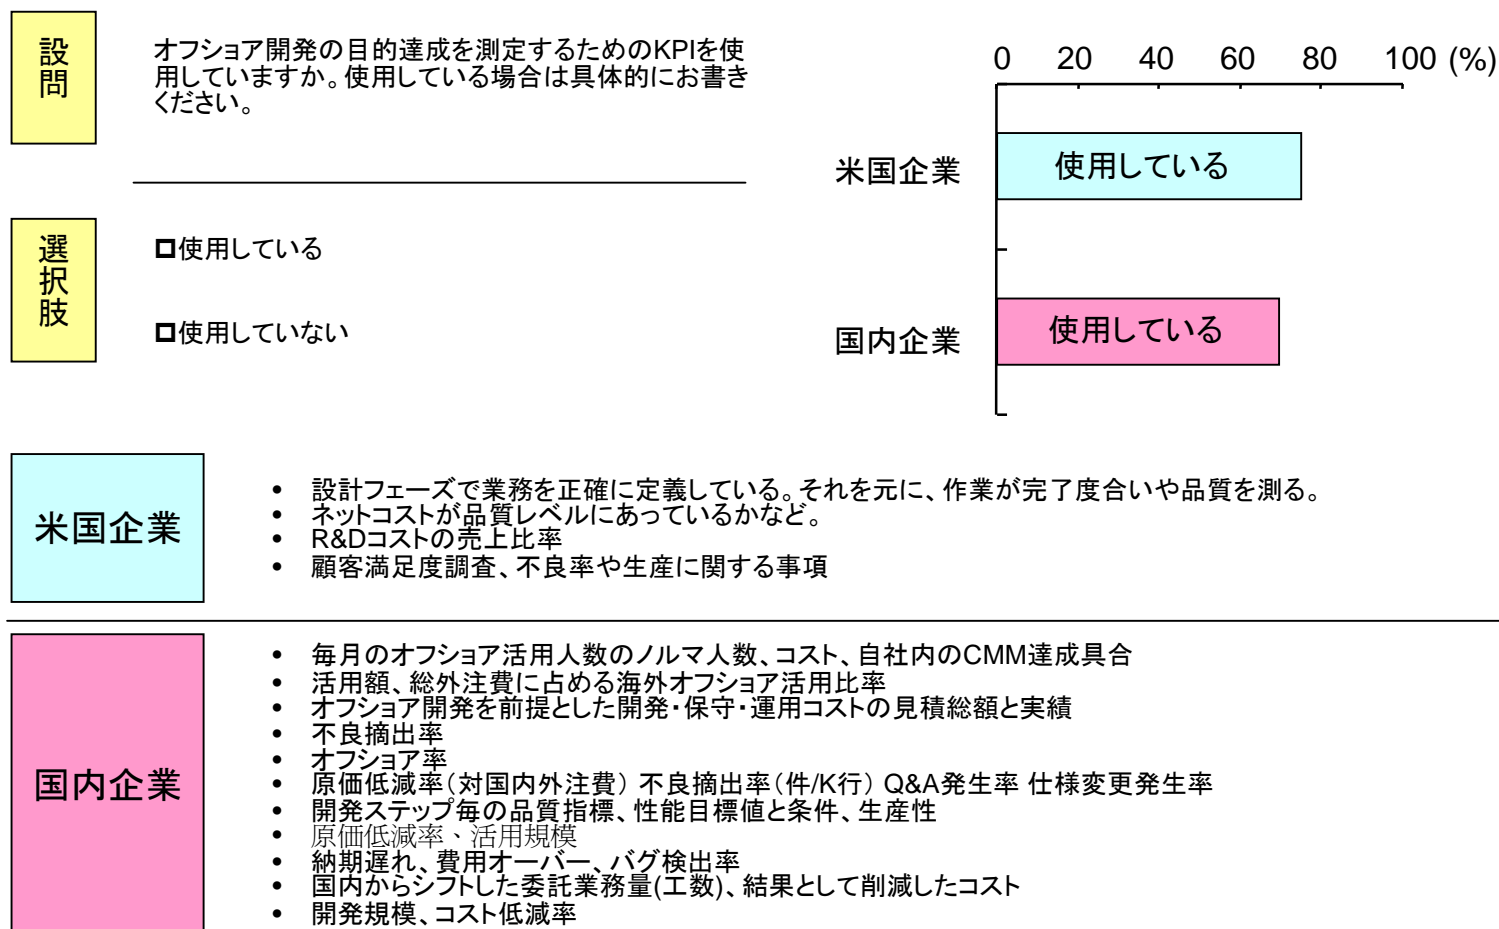 設問
オフショア開発の目的達成を測定するためのKPIを使
用していますか。使用している場合は具体的にお書き
ください。
選択肢
□使用している
□使用していない
0 20 40 60 80 100 (%)
米国企業
使用している
国内企業
使用している
米国企業
• 設計フェーズで業務を正確に定義している。それを元に、作業が完了度合いや品質を測る。
• ネットコストが品質レベルにあっているかなど。
• R&Dコストの売上比率
• 顧客満足度調査、不良率や生産に関する事項
国内企業
• 毎月のオフショア活用人数のノルマ人数、コスト、自社内のCMM達成具合
• 活用額、総外注費に占める海外オフショア活用比率
• オフショア開発を前提とした開発・保守・運用コストの見積総額と実績
• 不良摘出率
• オフショア率
• 原価低減率(対国内外注費) 不良摘出率(件/K行) Q&A発生率 仕様変更発生率
• 開発ステップ毎の品質指標、性能目標値と条件、生産性
• 原価低減率、活用規模
• 納期遅れ、費用オーバー、バグ検出率
• 国内からシフトした委託業務量(工数)、結果として削減したコスト
• 開発規模、コスト低減率